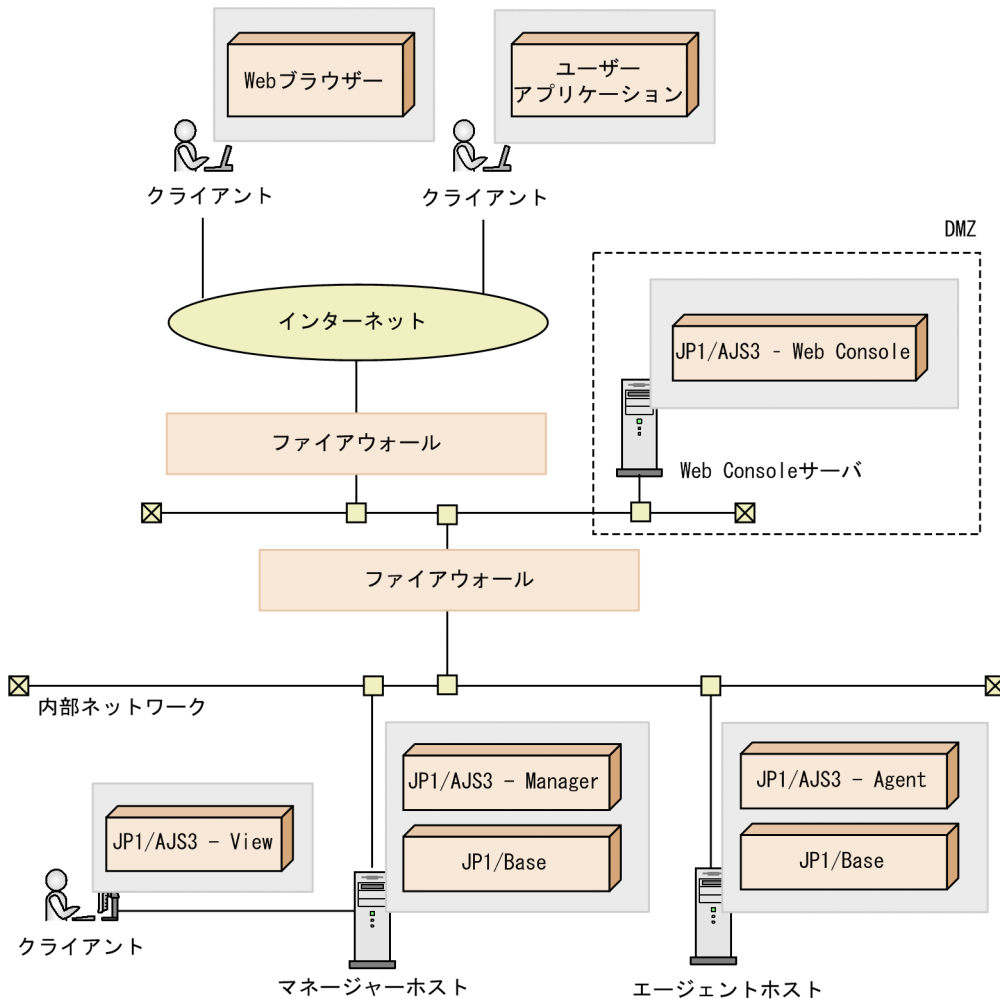 Webブラウザー
ユーザー
アプリケーション
クライアント
クライアント
DMZ
インターネット
JP1/AJS3 - Web Console
ファイアウォール
Web Consoleサーバ
ファイアウォール
内部ネットワーク
JP1/AJS3 − Manager
JP1/AJS3 − Agent
JP1/AJS3 − View
JP1/Base
JP1/Base
クライアント
マネージャーホスト
エージェントホスト